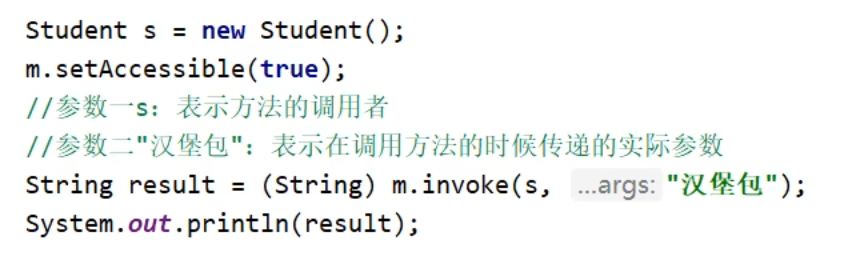 Student s = new Student();
m.setAccessible(true);
//参数一s：表示方法的调用者
//参数二"汉堡包"：表示在调用方法的时候传递的实际参数
String result = (String) m.invoke(s, ...args: "汉堡包");
System.out.println(result);